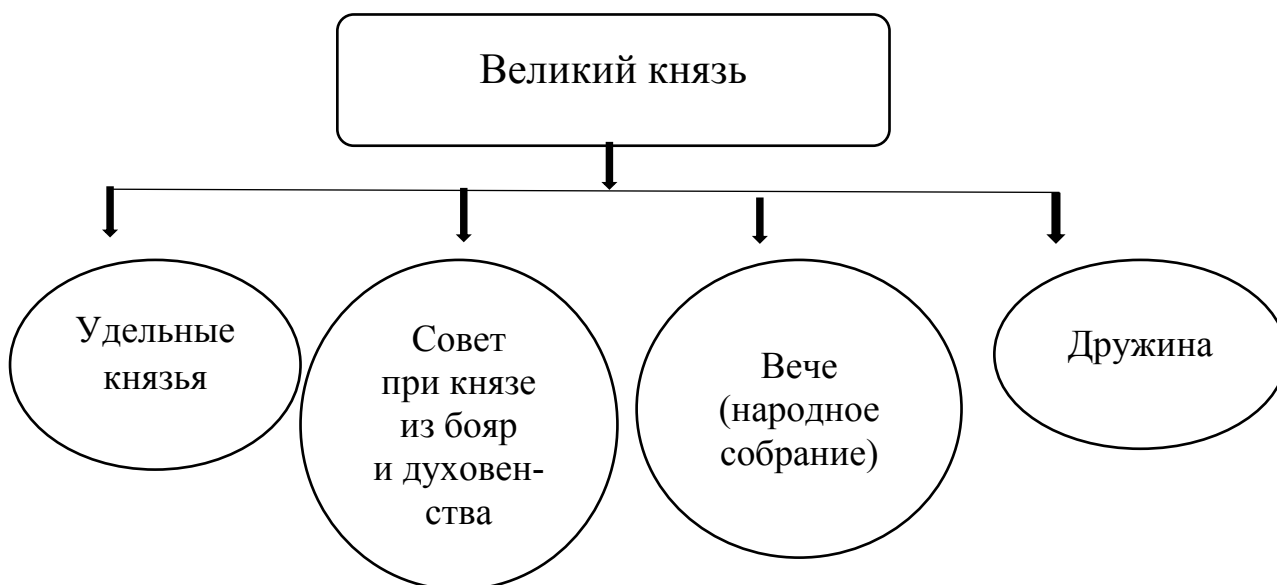 Великий князь
Удельные
князья
Совет
при князе
из бояр
и духовен-
ства
Вече
(народное
собрание)
Дружина